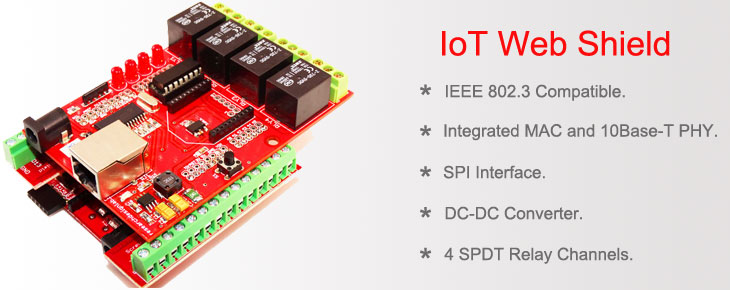 IoT Web Shield
* IEEE 802.3 Compatible.
* Integrated MAC and 10Base-T PHY.
* SPI Interface.
* DC-DC Converter.
* 4 SPDT Relay Channels.
researchdesignlab